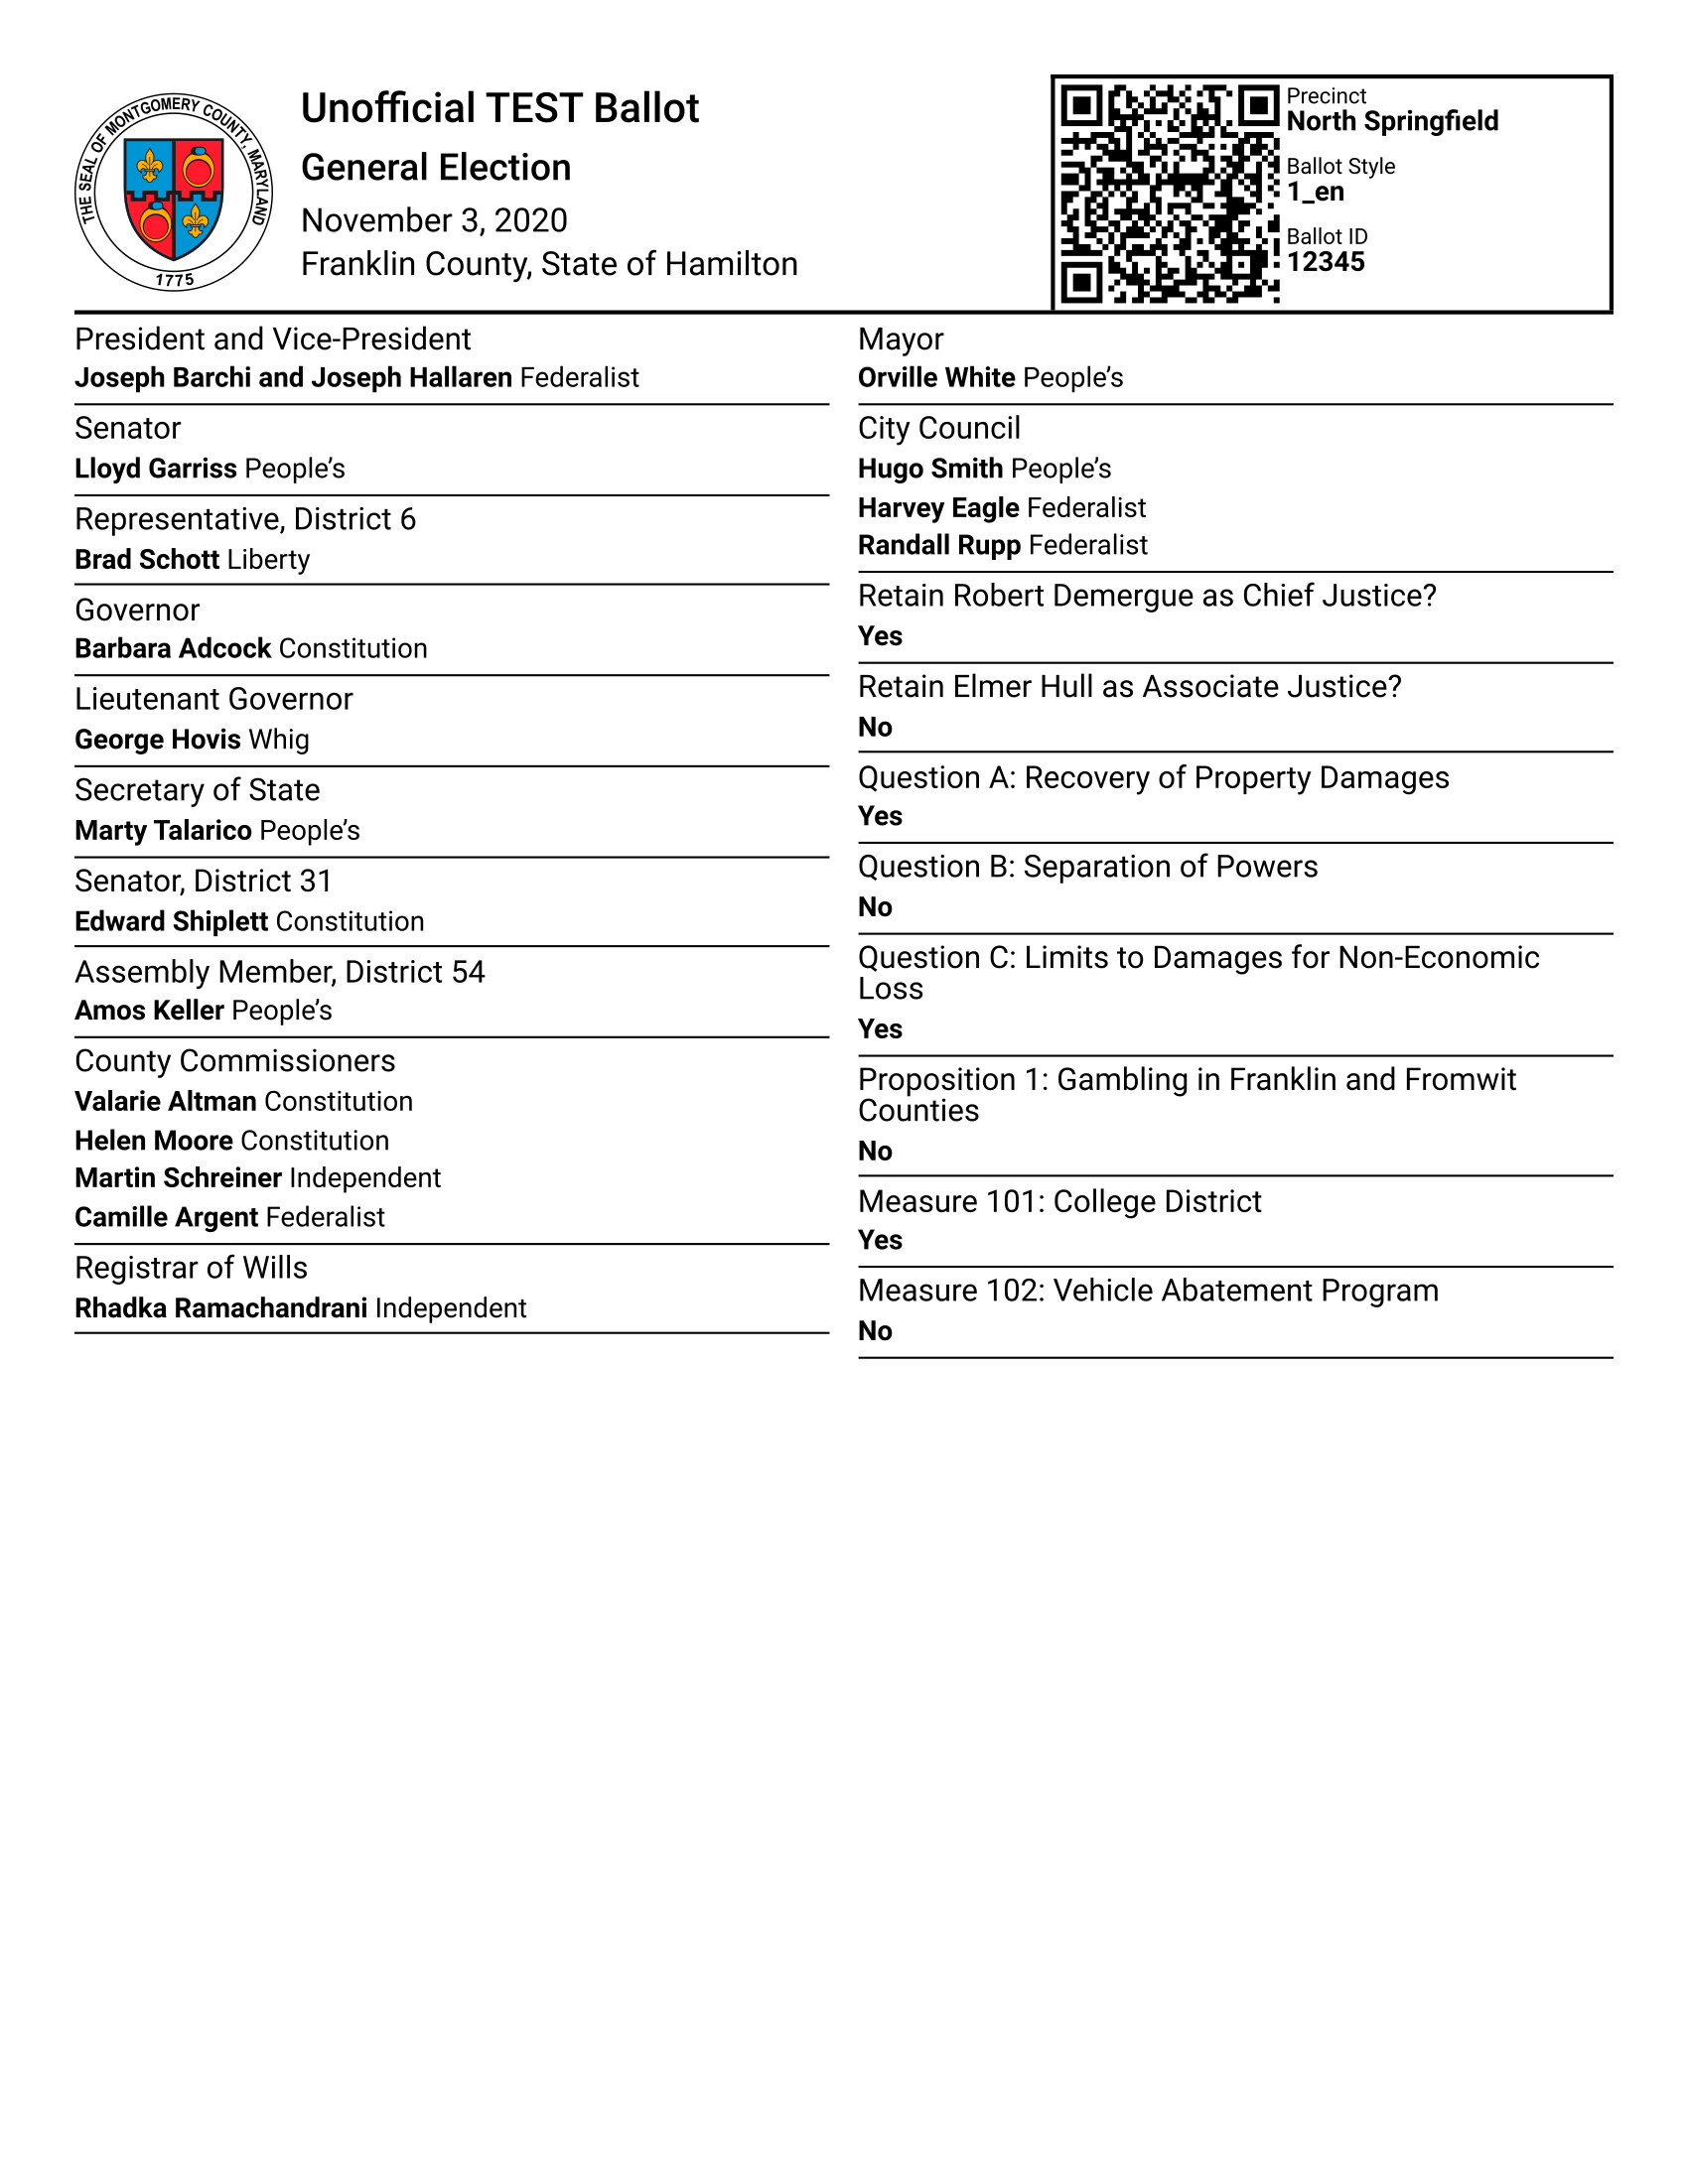 THE SEAL OF MONTGOMERY COUNTY, MARYLAND
1775
Unofficial TEST Ballot
General Election
November 3, 2020
Franklin County, State of Hamilton
Precinct
North Springfield
Ballot Style
1_en
Ballot ID
12345
President and Vice-President
Joseph Barchi and Joseph Hallaren Federalist
Senator
Lloyd Garriss People’s
Representative, District 6
Brad Schott Liberty
Governor
Barbara Adcock Constitution
Lieutenant Governor
George Hovis Whig
Secretary of State
Marty Talarico People’s
Senator, District 31
Edward Shiplett Constitution
Assembly Member, District 54
Amos Keller People’s
County Commissioners
Valarie Altman Constitution
Helen Moore Constitution
Martin Schreiner Independent
Camille Argent Federalist
Registrar of Wills
Rhadka Ramachandrani Independent
Mayor
Orville White People’s
City Council
Hugo Smith People’s
Harvey Eagle Federalist
Randall Rupp Federalist
Retain Robert Demergue as Chief Justice?
Yes
Retain Elmer Hull as Associate Justice?
No
Question A: Recovery of Property Damages
Yes
Question B: Separation of Powers
No
Question C: Limits to Damages for Non-Economic
Loss
Yes
Proposition 1: Gambling in Franklin and Fromwit
Counties
No
Measure 101: College District
Yes
Measure 102: Vehicle Abatement Program
No